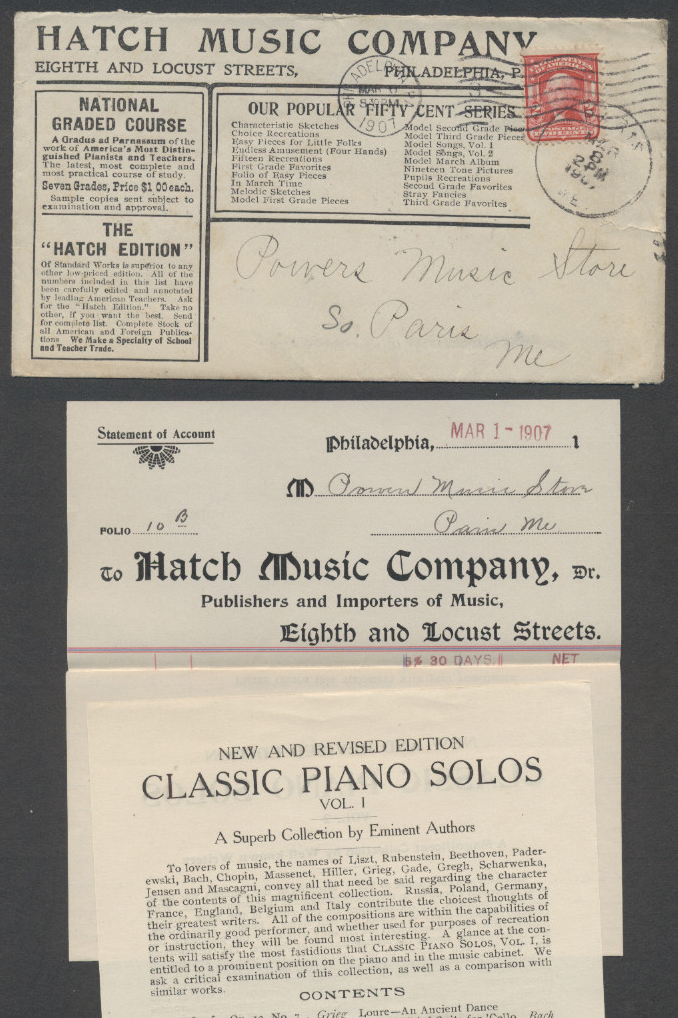 HATCH MUSIC COMPANY
EIGHTH AND LOCUST STREETS, PHILADELPHIA, P
NATIONAL
GRADED COURSE
A Gradus ad Parnassum of the
work of America's Most Distin-
guished Pianists and Teachers.
The latest, most complete and
most practical course of study.
Seven Grades, Price $1 00 each.
Sample copies sent subject to
examination and approval.
THE
"HATCH EDITION"
Of Standard Works is superior to any
other low-priced edition. All of the
numbers included in this list have
been carefully edited and annotated
by leading American Teachers. Ask
for the "Hatch Edition." Take no
other, if you want the best. Send
for complete list. Complete Stock of
all American and Foreign Publica-
tions We Make a Specialty of School
and Teacher Trade.
OUR POPULAR FIFTY CENT SERIES
Characteristic Sketches
Choice Recreations
Easy Pieces for Little Folks
Endless Amusement (Four Hands)
Fifteen Recreations
First Grade Favorites
Folio of Easy Pieces
In March Time
Melodic Sketches
Model First Grade Pieces
Model Second Grade Pieces
Model Third Grade Pieces
Model Songs, Vol. 1
Model Songs, Vol. 2
Model March Album
Nineteen Tone Pictures
Pupils Recreations
Second Grade Favorites
Stray Fancies
Third Grade Favorites
PHILADELPHIA
MAR
1907
MAR
8
2 PM
1907
ME.
Powers Music Store
So. Paris
Me
Statement of Account
Philadelphia, MAR 1 - 1907 1
M Powers Music Store
FOLIO 10 B Paris Me
To Hatch Music Company, Dr.
Publishers and Importers of Music,
Eighth and Locust Streets.
5% 30 DAYS. NET
NEW AND REVISED EDITION
CLASSIC PIANO SOLOS
VOL. I
A Superb Collection by Eminent Authors
To lovers of music, the names of Liszt, Rubenstein, Beethoven, Pader-
ewski, Bach, Chopin, Massenet, Hiller, Grieg, Gade, Gregh, Scharwenka,
Jensen and Mascagni, convey all that need be said regarding the character
of the contents of this magnificent collection. Russia, Poland, Germany,
France, England, Belgium and Italy contribute the choicest thoughts of
their greatest writers. All of the compositions are within the capabilities of
the ordinarily good performer, and whether used for purposes of recreation
or instruction, they will be found most interesting. A glance at the con-
tents will satisfy the most fastidious that CLASSIC PIANO SOLOS, VOL. I, is
entitled to a prominent position on the piano and in the music cabinet. We
ask a critical examination of this collection, as well as a comparison with
similar works.
CONTENTS
No. 7 Grieg Loure—An Ancient Dance
'Cello Bach